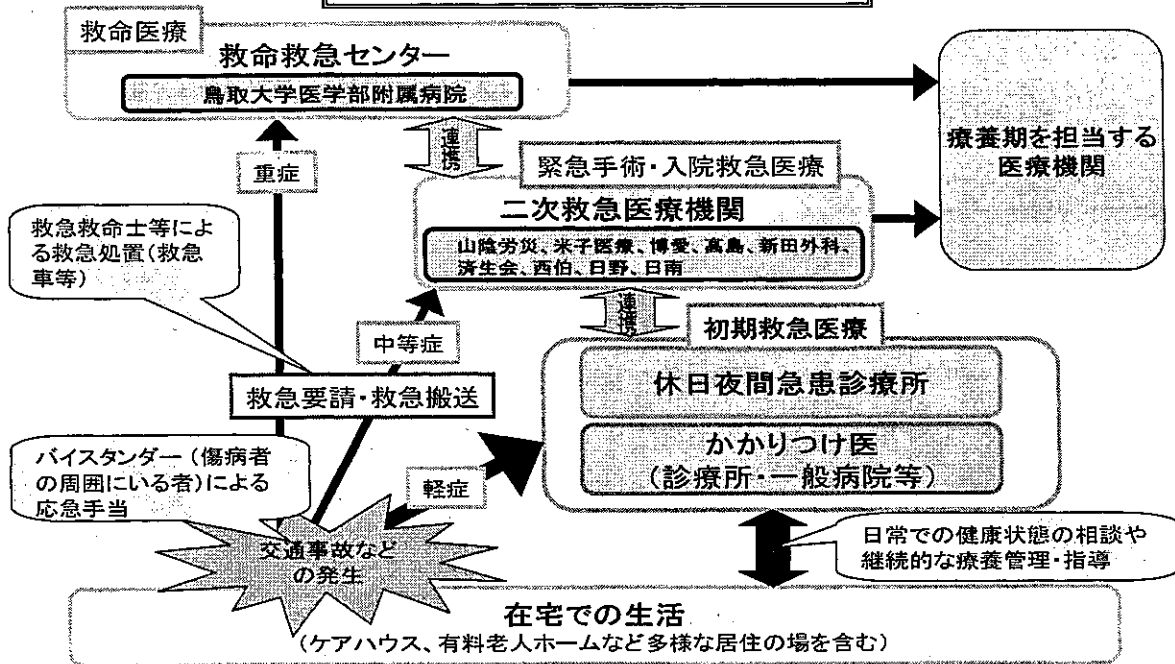 救命医療
救命救急センター
鳥取大学医学部附属病院
連携
重症
緊急手術・入院救急医療
二次救急医療機関
山陰労災、米子医療、博愛、高島、新田外科、
済生会、西伯、日野、日南
療養期を担当する
医療機関
救急救命士等によ
る救急処置(救急
車等)
連携
中等症
初期救急医療
休日夜間急患診療所
かかりつけ医
(診療所・一般病院等)
救急要請・救急搬送
バイスタンダー(傷病者
の周囲にいる者)による
応急手当
軽症
交通事故など
の発生
日常での健康状態の相談や
継続的な療養管理・指導
在宅での生活
(ケアハウス、有料老人ホームなど多様な居住の場を含む)